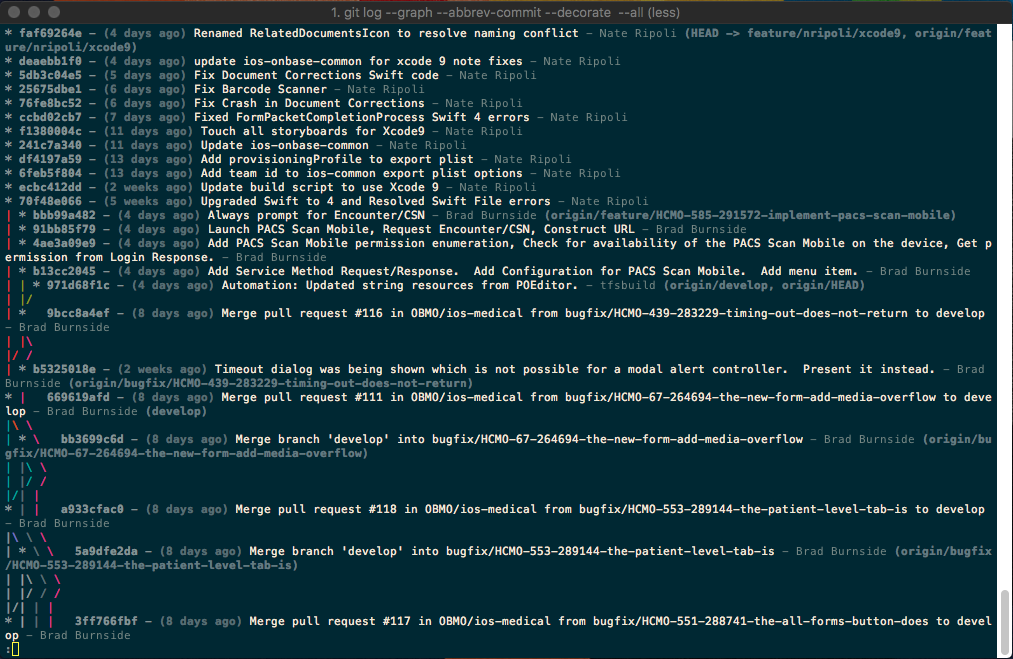 1. git log --graph --abbrev-commit --decorate --all (less)
* faf69264e - (4 days ago) Renamed RelatedDocumentsIcon to resolve naming conflict - Nate Ripoli (HEAD -> feature/nripoli/xcode9, origin/feat
ure/nripoli/xcode9)
* deaebb1f0 - (4 days ago) update ios-onbase-common for xcode 9 note fixes - Nate Ripoli
* 5db3c04e5 - (5 days ago) Fix Document Corrections Swift code - Nate Ripoli
* 25675dbe1 - (6 days ago) Fix Barcode Scanner - Nate Ripoli
* 76fe8bc52 - (6 days ago) Fix Crash in Document Corrections - Nate Ripoli
* ccbd02cb7 - (7 days ago) Fixed FormPacketCompletionProcess Swift 4 errors - Nate Ripoli
* f1380004c - (11 days ago) Touch all storyboards for Xcode9 - Nate Ripoli
* 241c7a340 - (11 days ago) Update ios-onbase-common - Nate Ripoli
* df4197a59 - (13 days ago) Add provisioningProfile to export plist - Nate Ripoli
* 6feb5f804 - (13 days ago) Add team id to ios-common export plist options - Nate Ripoli
* ecbc412dd - (2 weeks ago) Update build script to use Xcode 9 - Nate Ripoli
* 70f48e066 - (5 weeks ago) Upgraded Swift to 4 and Resolved Swift File errors - Nate Ripoli
| * bbb99a482 - (4 days ago) Always prompt for Encounter/CSN - Brad Burnside (origin/feature/HCMO-585-291572-implement-pacs-scan-mobile)
| * 91bb85f79 - (4 days ago) Launch PACS Scan Mobile, Request Encounter/CSN, Construct URL - Brad Burnside
| * 4ae3a09e9 - (4 days ago) Add PACS Scan Mobile permission enumeration, Check for availability of the PACS Scan Mobile on the device, Get p
ermission from Login Response. - Brad Burnside
| * b13cc2045 - (4 days ago) Add Service Method Request/Response.  Add Configuration for PACS Scan Mobile.  Add menu item. - Brad Burnside
| | * 971d68f1c - (4 days ago) Automation: Updated string resources from POEditor. - tfsbuild (origin/develop, origin/HEAD)
| |/
| *   9bcc8a4ef - (8 days ago) Merge pull request #116 in OBMO/ios-medical from bugfix/HCMO-439-283229-timing-out-does-not-return to develop
- Brad Burnside
| |\
|/ /
| * b5325018e - (2 weeks ago) Timeout dialog was being shown which is not possible for a modal alert controller.  Present it instead. - Brad
Burnside (origin/bugfix/HCMO-439-283229-timing-out-does-not-return)
* |   669619afd - (8 days ago) Merge pull request #111 in OBMO/ios-medical from bugfix/HCMO-67-264694-the-new-form-add-media-overflow to deve
lop - Brad Burnside (develop)
|\ \
| * \   bb3699c6d - (8 days ago) Merge branch 'develop' into bugfix/HCMO-67-264694-the-new-form-add-media-overflow - Brad Burnside (origin/bu
gfix/HCMO-67-264694-the-new-form-add-media-overflow)
| |\ \
| |/ /
|/| |
* | |   a933cfac0 - (8 days ago) Merge pull request #118 in OBMO/ios-medical from bugfix/HCMO-553-289144-the-patient-level-tab-is to develop
- Brad Burnside
|\ \ \
| * \ \   5a9dfe2da - (8 days ago) Merge branch 'develop' into bugfix/HCMO-553-289144-the-patient-level-tab-is - Brad Burnside (origin/bugfix
/HCMO-553-289144-the-patient-level-tab-is)
| |\ \ \
| |/ / /
|/| | |
* | | |   3ff766fbf - (8 days ago) Merge pull request #117 in OBMO/ios-medical from bugfix/HCMO-551-288741-the-all-forms-button-does to devel
op - Brad Burnside
: